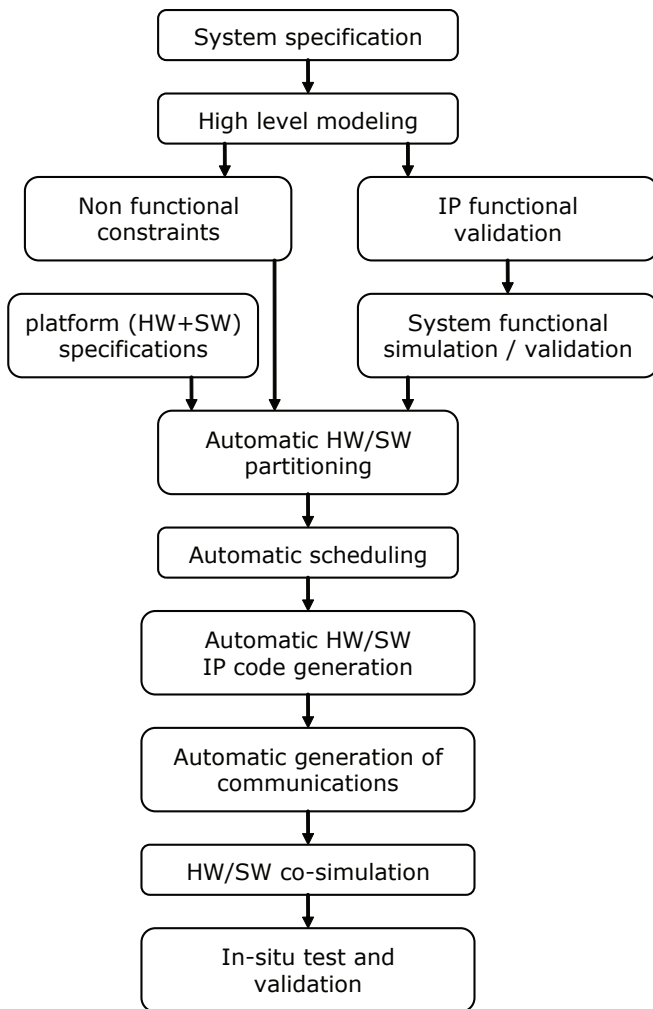 System specification
High level modeling
Non functional
constraints
IP functional
validation
platform (HW+SW)
specifications
System functional
simulation / validation
Automatic HW/SW
partitioning
Automatic scheduling
Automatic HW/SW
IP code generation
Automatic generation of
communications
HW/SW co-simulation
In-situ test and
validation